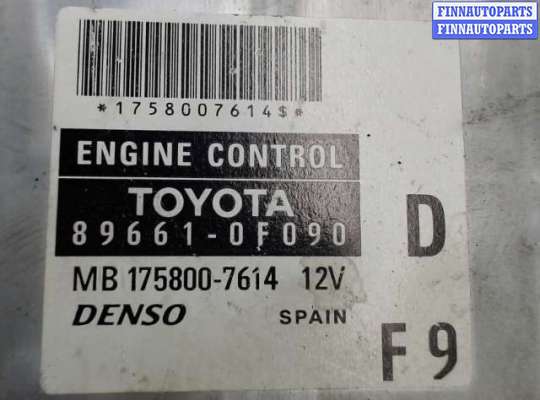 FINNAUTOPARTS
FINNAUTOPARTS
*1758007614$*
ENGINE CONTROL
TOYOTA
89661-0F090
D
MB 175800-7614 12V
DENSO SPAIN
F9